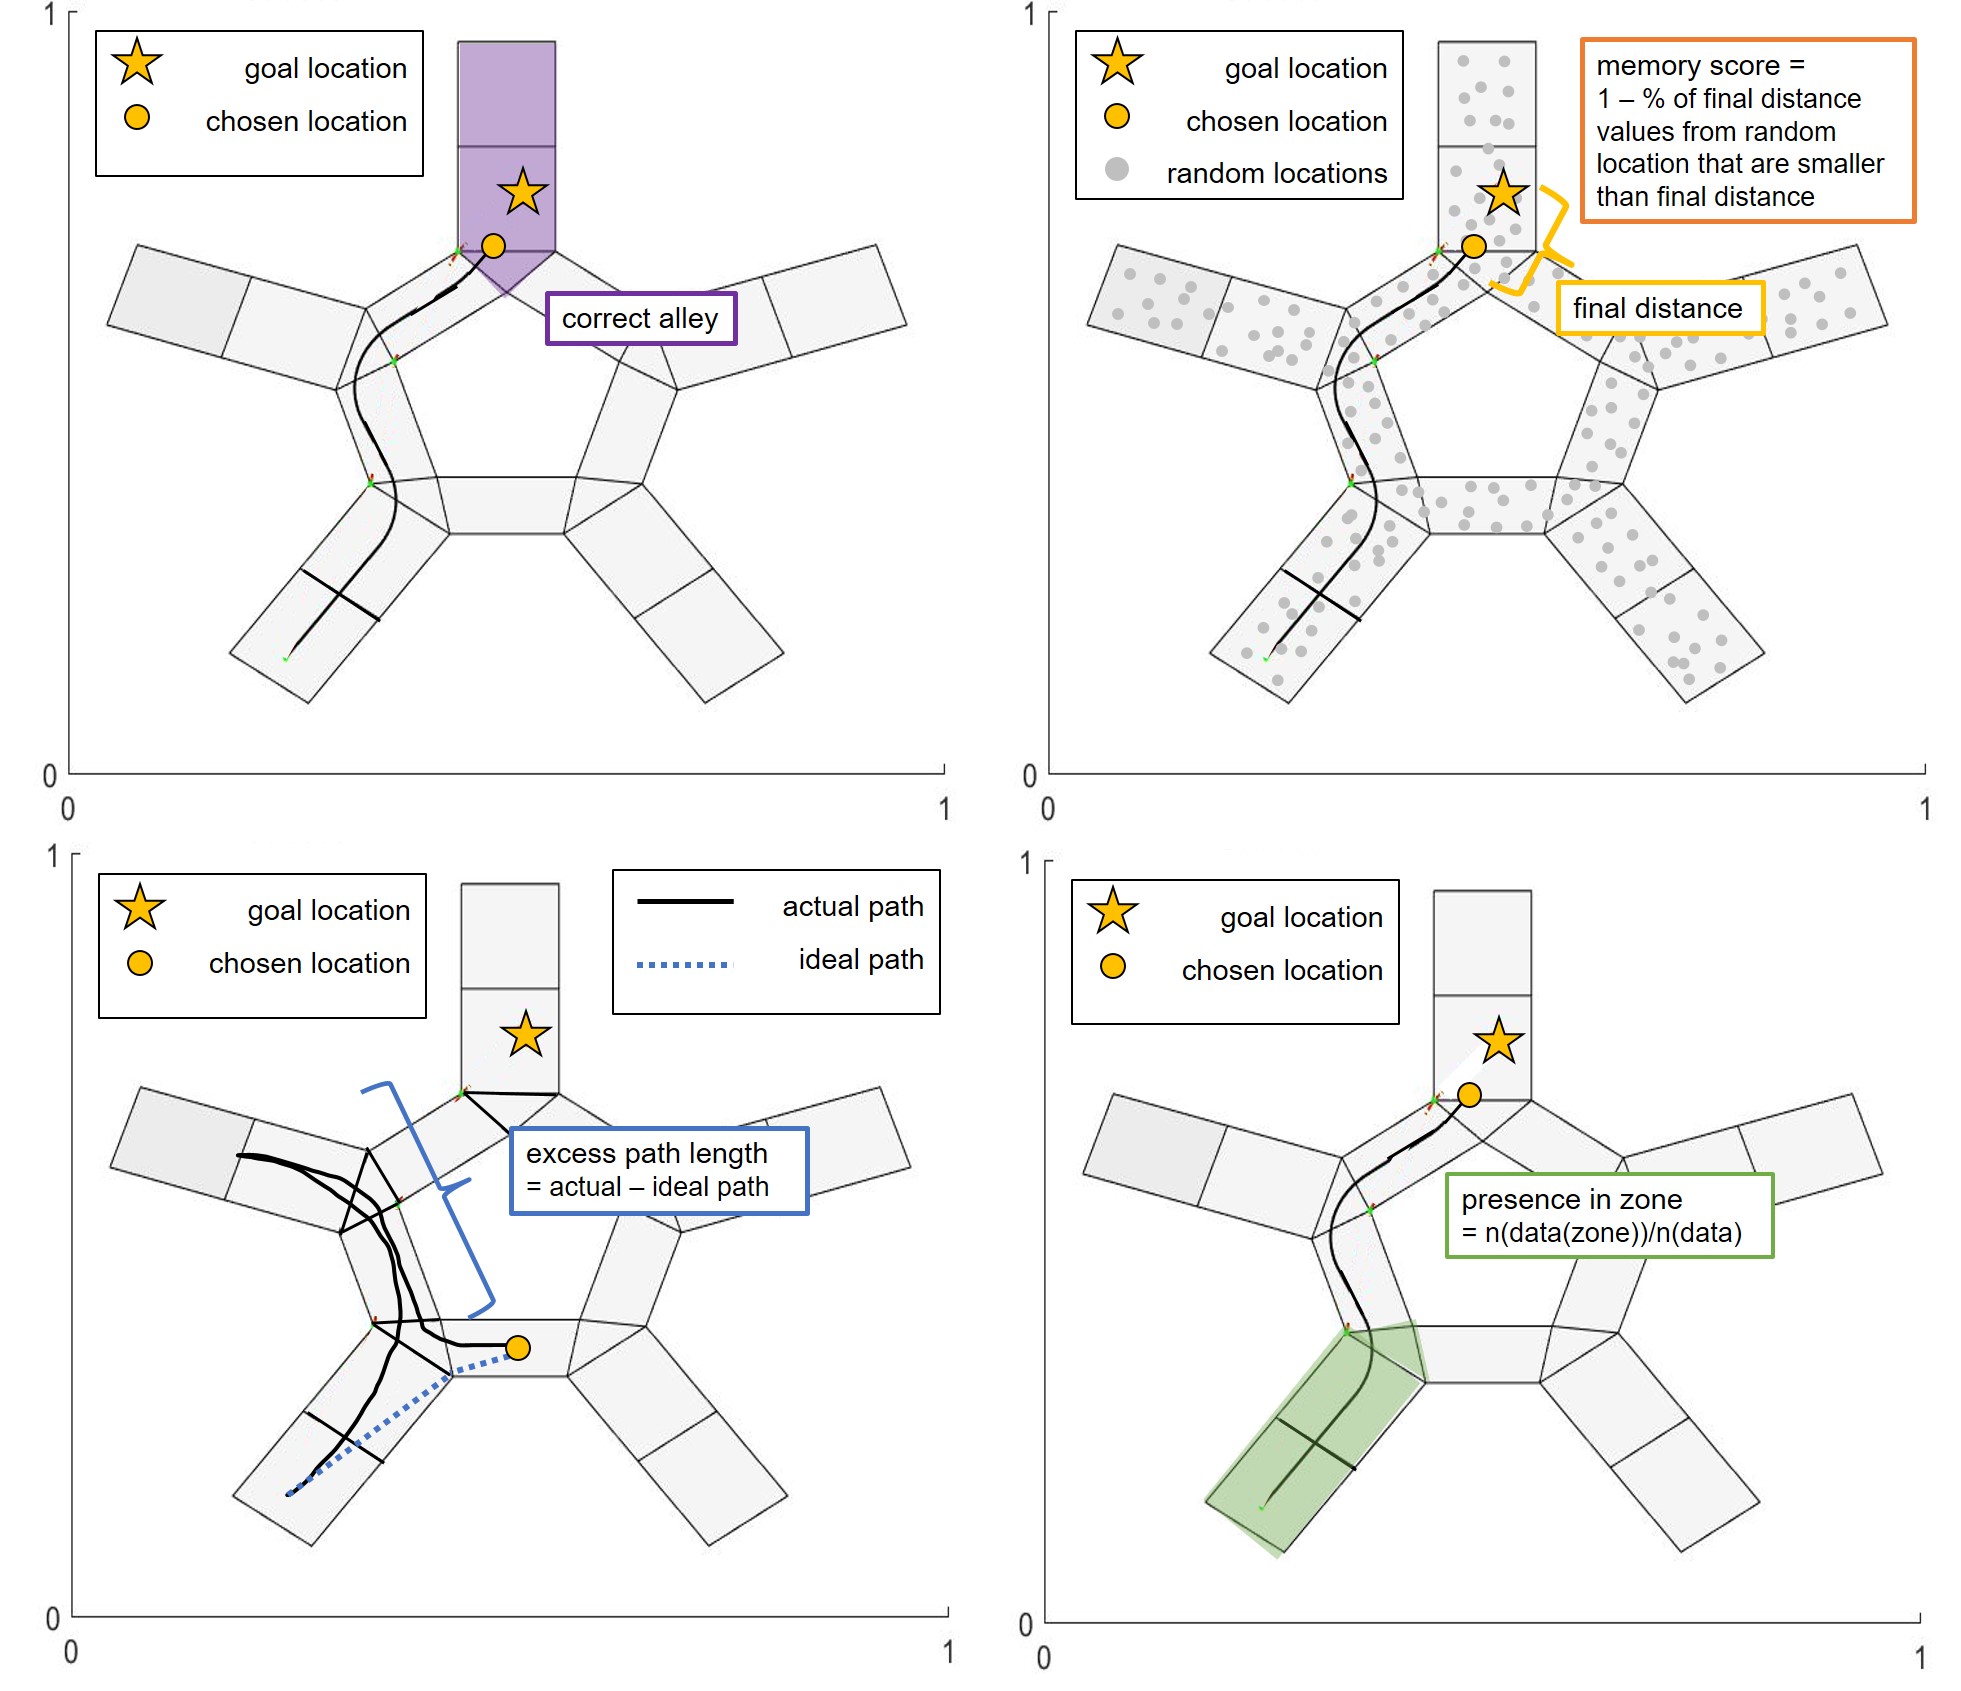 1
goal location
chosen location
correct alley
0
0
1
1
goal location
chosen location
random locations
memory score =
1 – % of final distance
values from random
location that are smaller
than final distance
final distance
0
0
1
1
goal location
chosen location
actual path
ideal path
excess path length
= actual – ideal path
0
0
1
1
goal location
chosen location
presence in zone
= n(data(zone))/n(data)
0
0
1